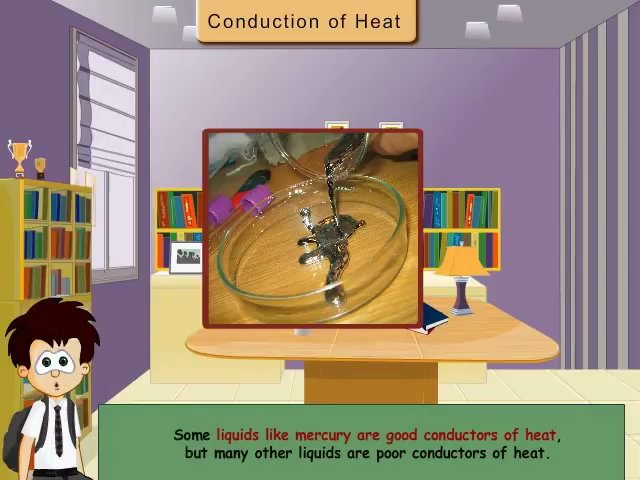 Conduction of Heat
Some liquids like mercury are good conductors of heat,
but many other liquids are poor conductors of heat.